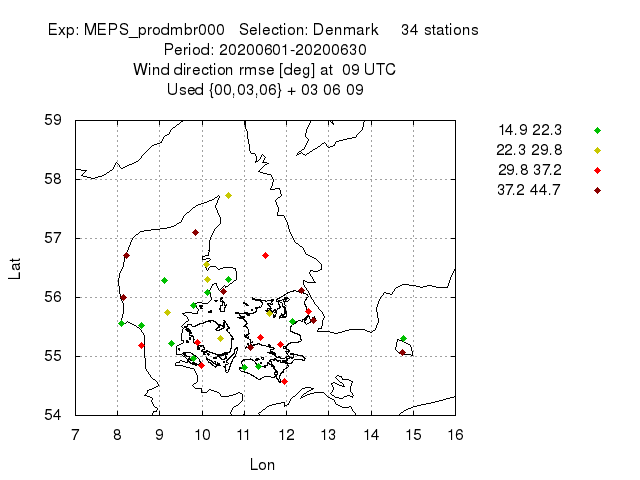 Exp: MEPS_prodmbr000 Selection: Denmark 34 stations
Period: 20200601-20200630
Wind direction rmse [deg] at 09 UTC
Used {00,03,06} + 03 06 09
14.9 22.3
22.3 29.8
29.8 37.2
37.2 44.7
59
58
57
56
55
54
Lat
7 8 9 10 11 12 13 14 15 16
Lon